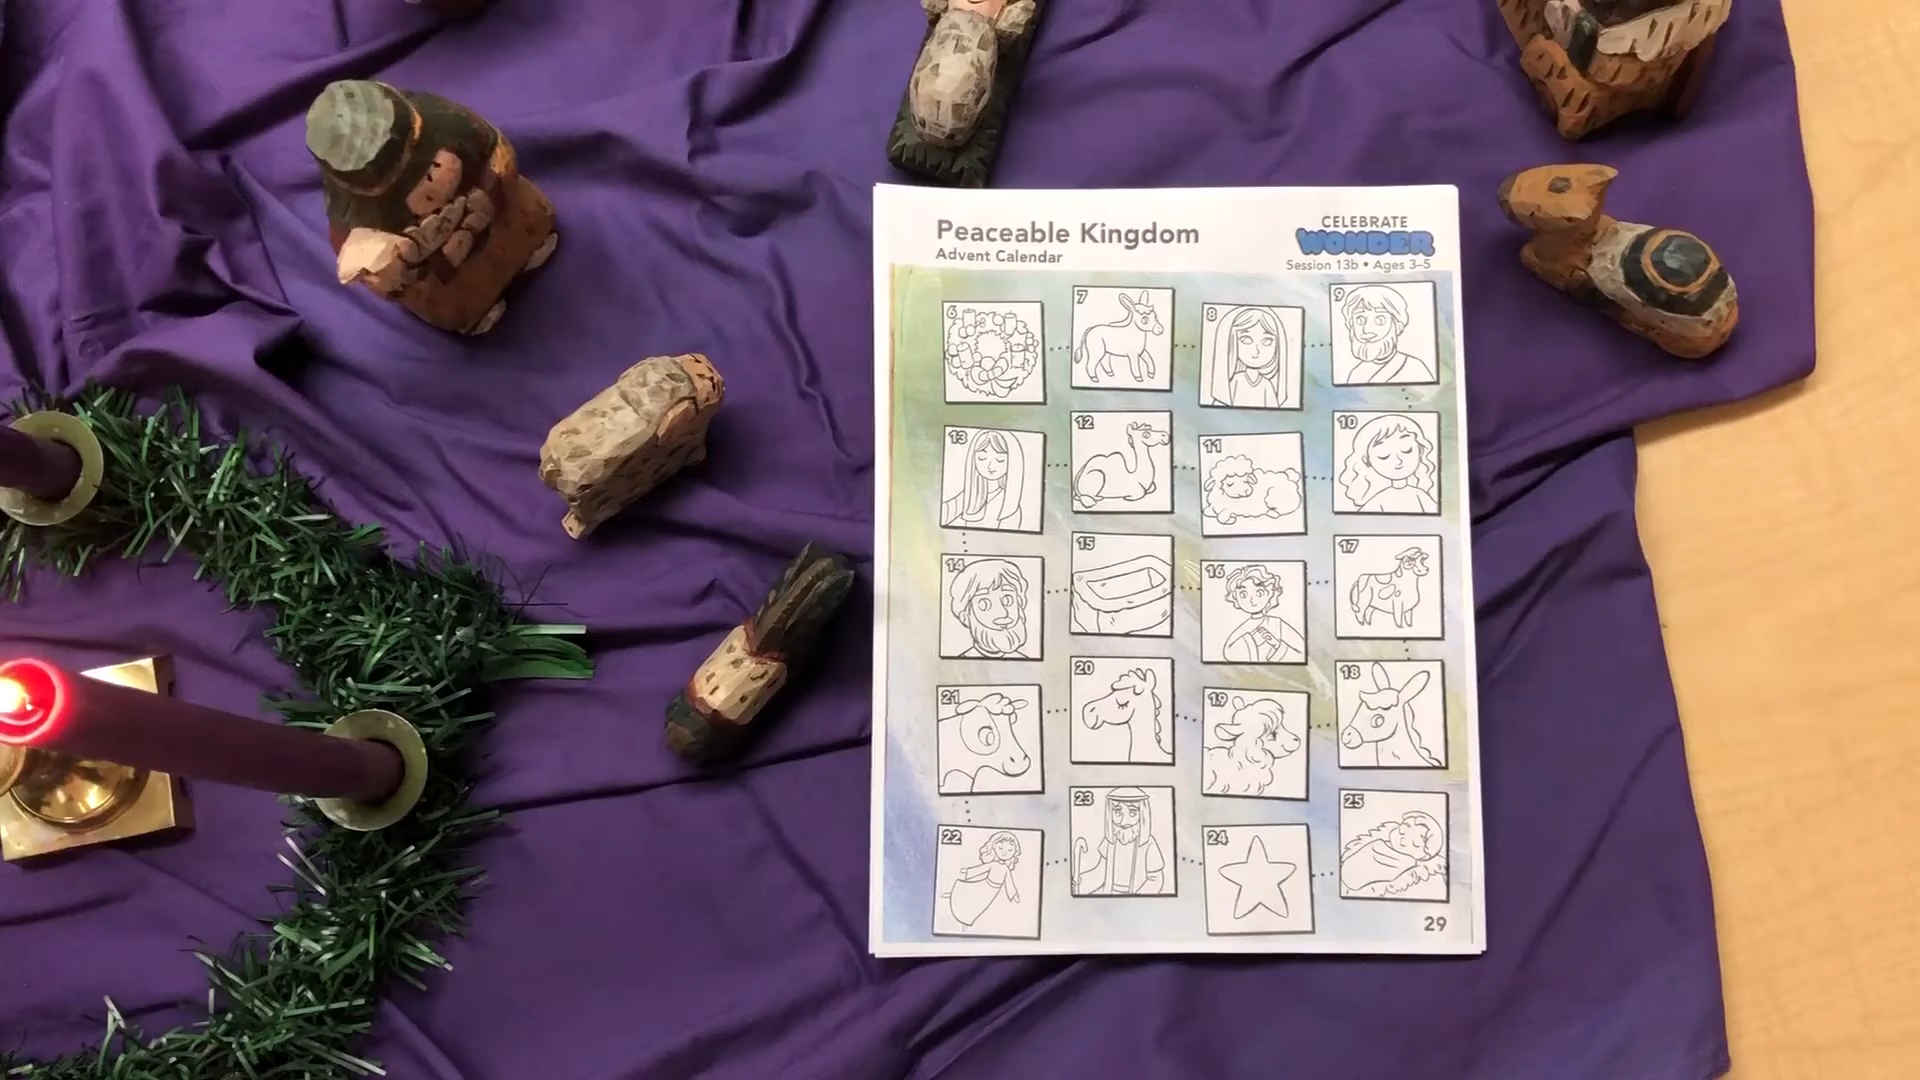 Peaceable Kingdom
Advent Calendar
CELEBRATE
WONDER
Session 13b • Ages 3–5
6 7 8 9
13 12 11 10
14 15 16 17
21 20 19 18
22 23 24 25
29